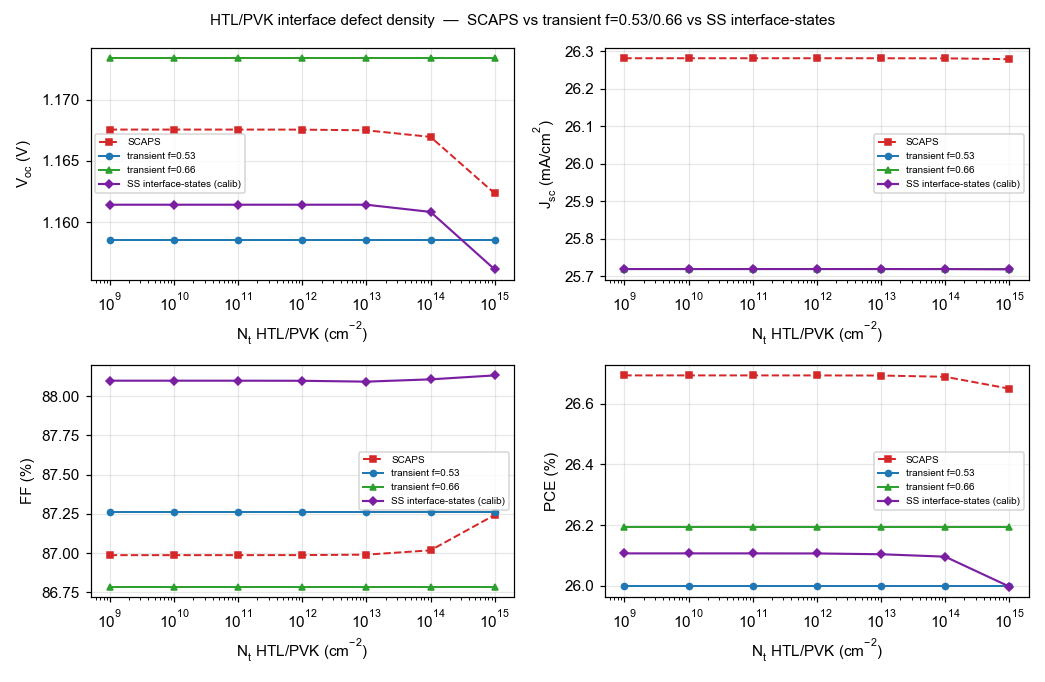 HTL/PVK interface defect density — SCAPS vs transient f=0.53/0.66 vs SS interface-states
V_oc (V)
1.170
1.165
1.160
SCAPS
transient f=0.53
transient f=0.66
SS interface-states (calib)
10^9 10^10 10^11 10^12 10^13 10^14 10^15
N_t HTL/PVK (cm^−2)
J_sc (mA/cm^2)
26.3
26.2
26.1
26.0
25.9
25.8
25.7
SCAPS
transient f=0.53
transient f=0.66
SS interface-states (calib)
10^9 10^10 10^11 10^12 10^13 10^14 10^15
N_t HTL/PVK (cm^−2)
FF (%)
88.00
87.75
87.50
87.25
87.00
86.75
SCAPS
transient f=0.53
transient f=0.66
SS interface-states (calib)
10^9 10^10 10^11 10^12 10^13 10^14 10^15
N_t HTL/PVK (cm^−2)
PCE (%)
26.6
26.4
26.2
26.0
SCAPS
transient f=0.53
transient f=0.66
SS interface-states (calib)
10^9 10^10 10^11 10^12 10^13 10^14 10^15
N_t HTL/PVK (cm^−2)